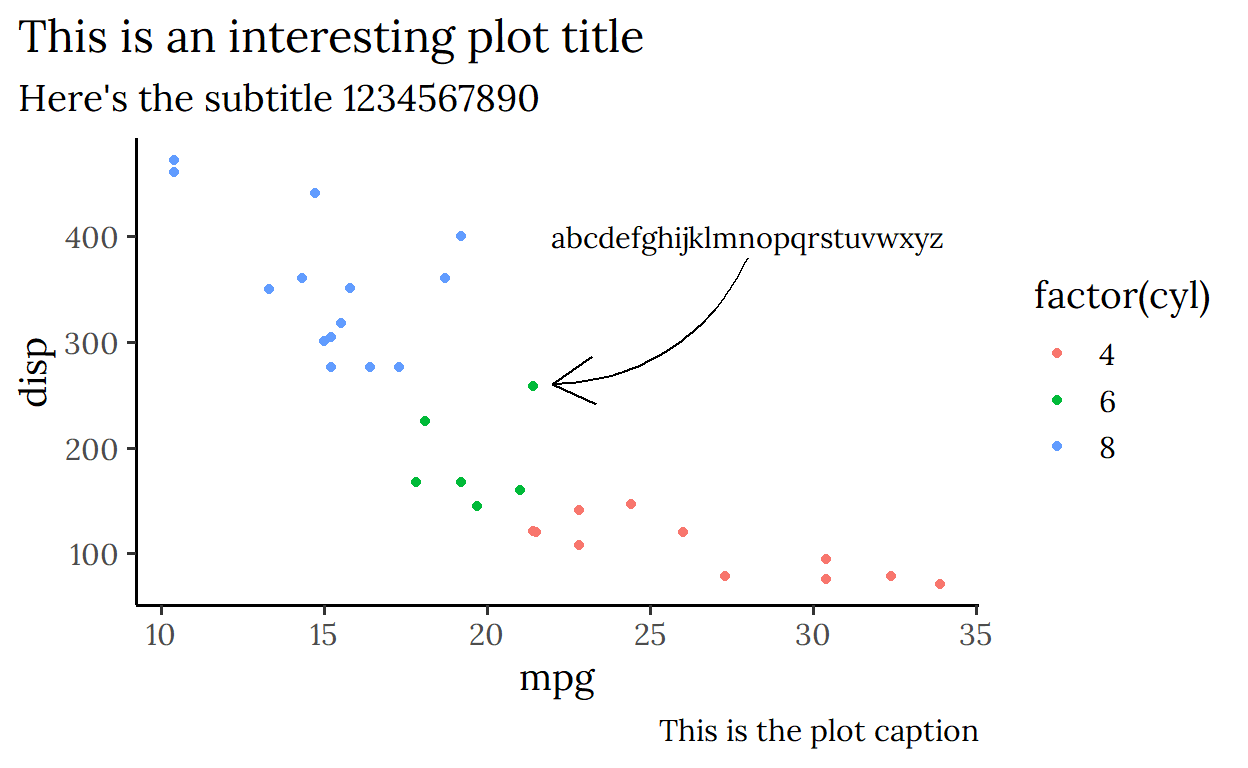 This is an interesting plot title
Here's the subtitle 1234567890
400
300
200
100
disp
abcdefghijklmnopqrstuvwxyz
factor(cyl)
4
6
8
10 15 20 25 30 35
mpg
This is the plot caption